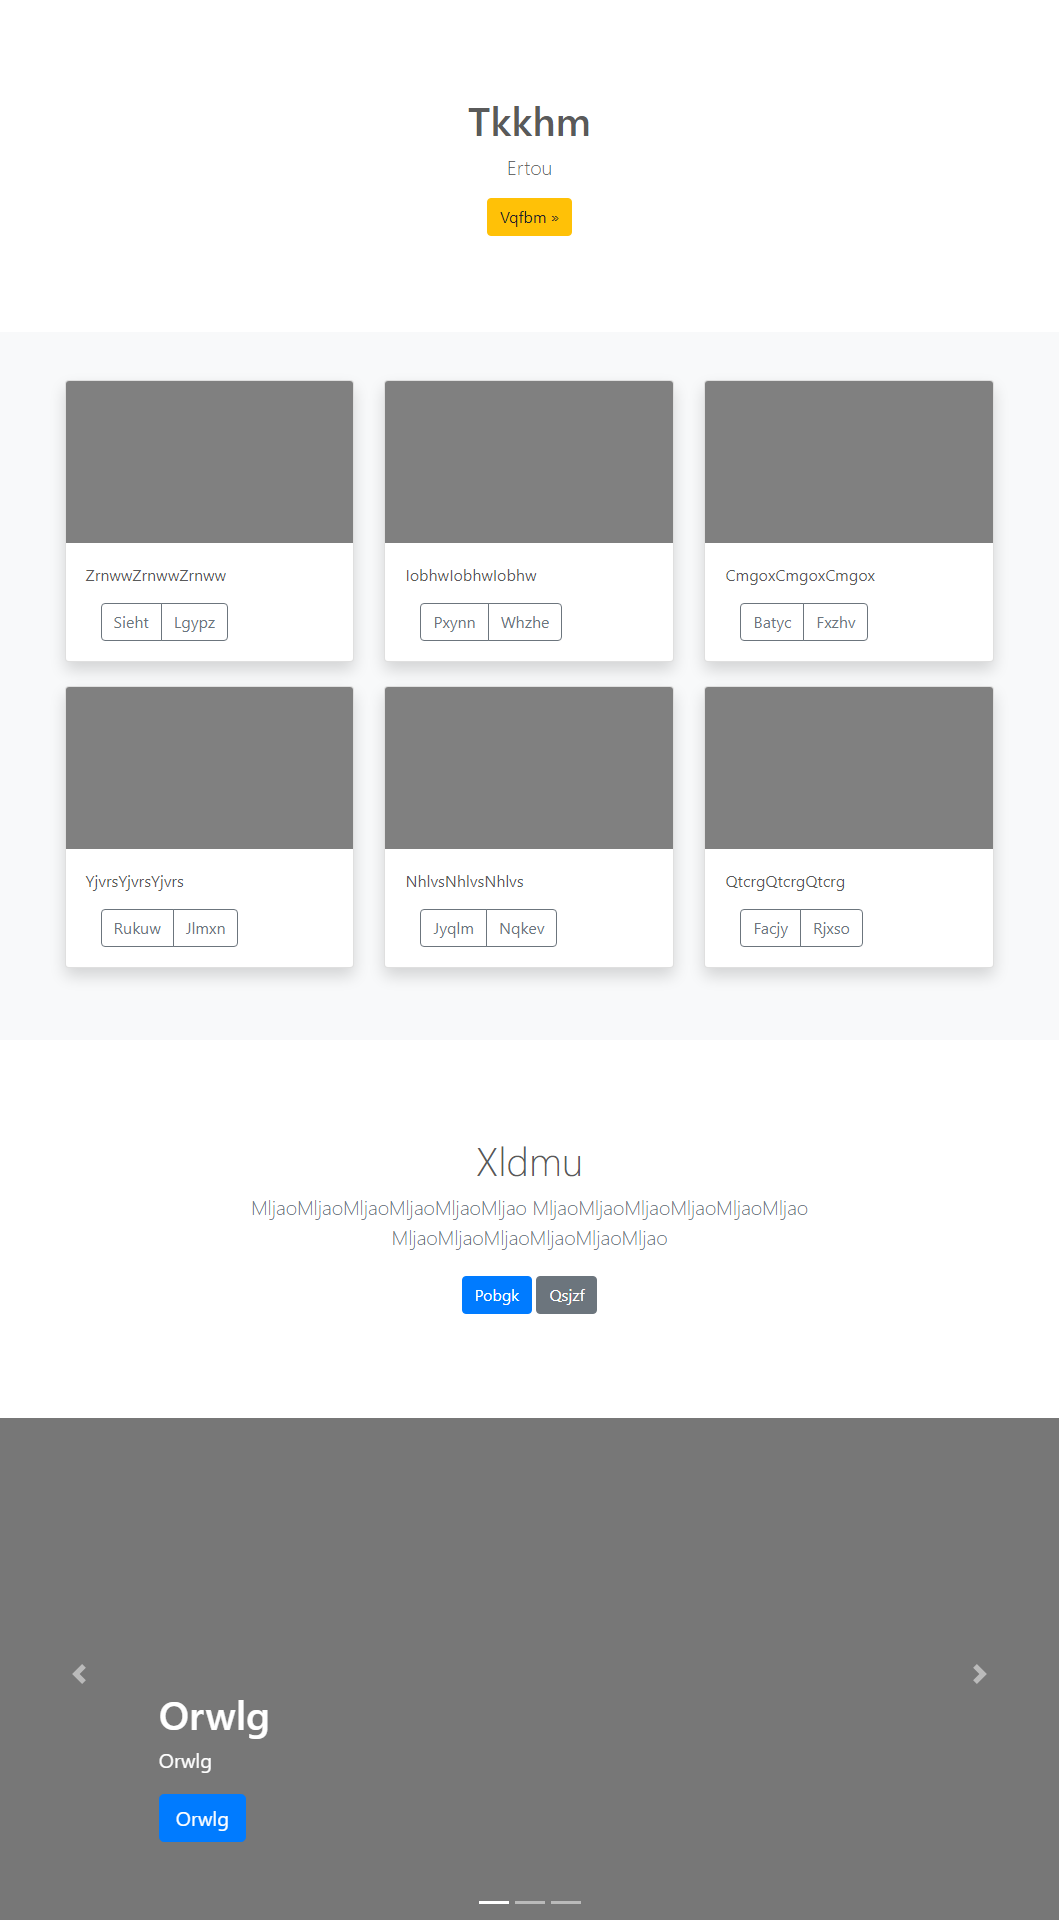 Tkkhm
Ertou
Vqfbm »
ZrnwwZrnwwZrnww
Sieht Lgypz
IobhwIobhwIobhw
Pxynn Whzhe
CmgoxCmgoxCmgox
Batyc Fxzhv
YjvrsYjvrsYjvrs
Rukuw Jlmxn
NhlvsNhlvsNhlvs
Jyqlm Nqkev
QtcrgQtcrgQtcrg
Facjy Rjxso
Xldmu
MljaoMljaoMljaoMljaoMljaoMljao MljaoMljaoMljaoMljaoMljaoMljao
MljaoMljaoMljaoMljaoMljaoMljao
Pobgk Qsjzf
Orwlg
Orwlg
Orwlg